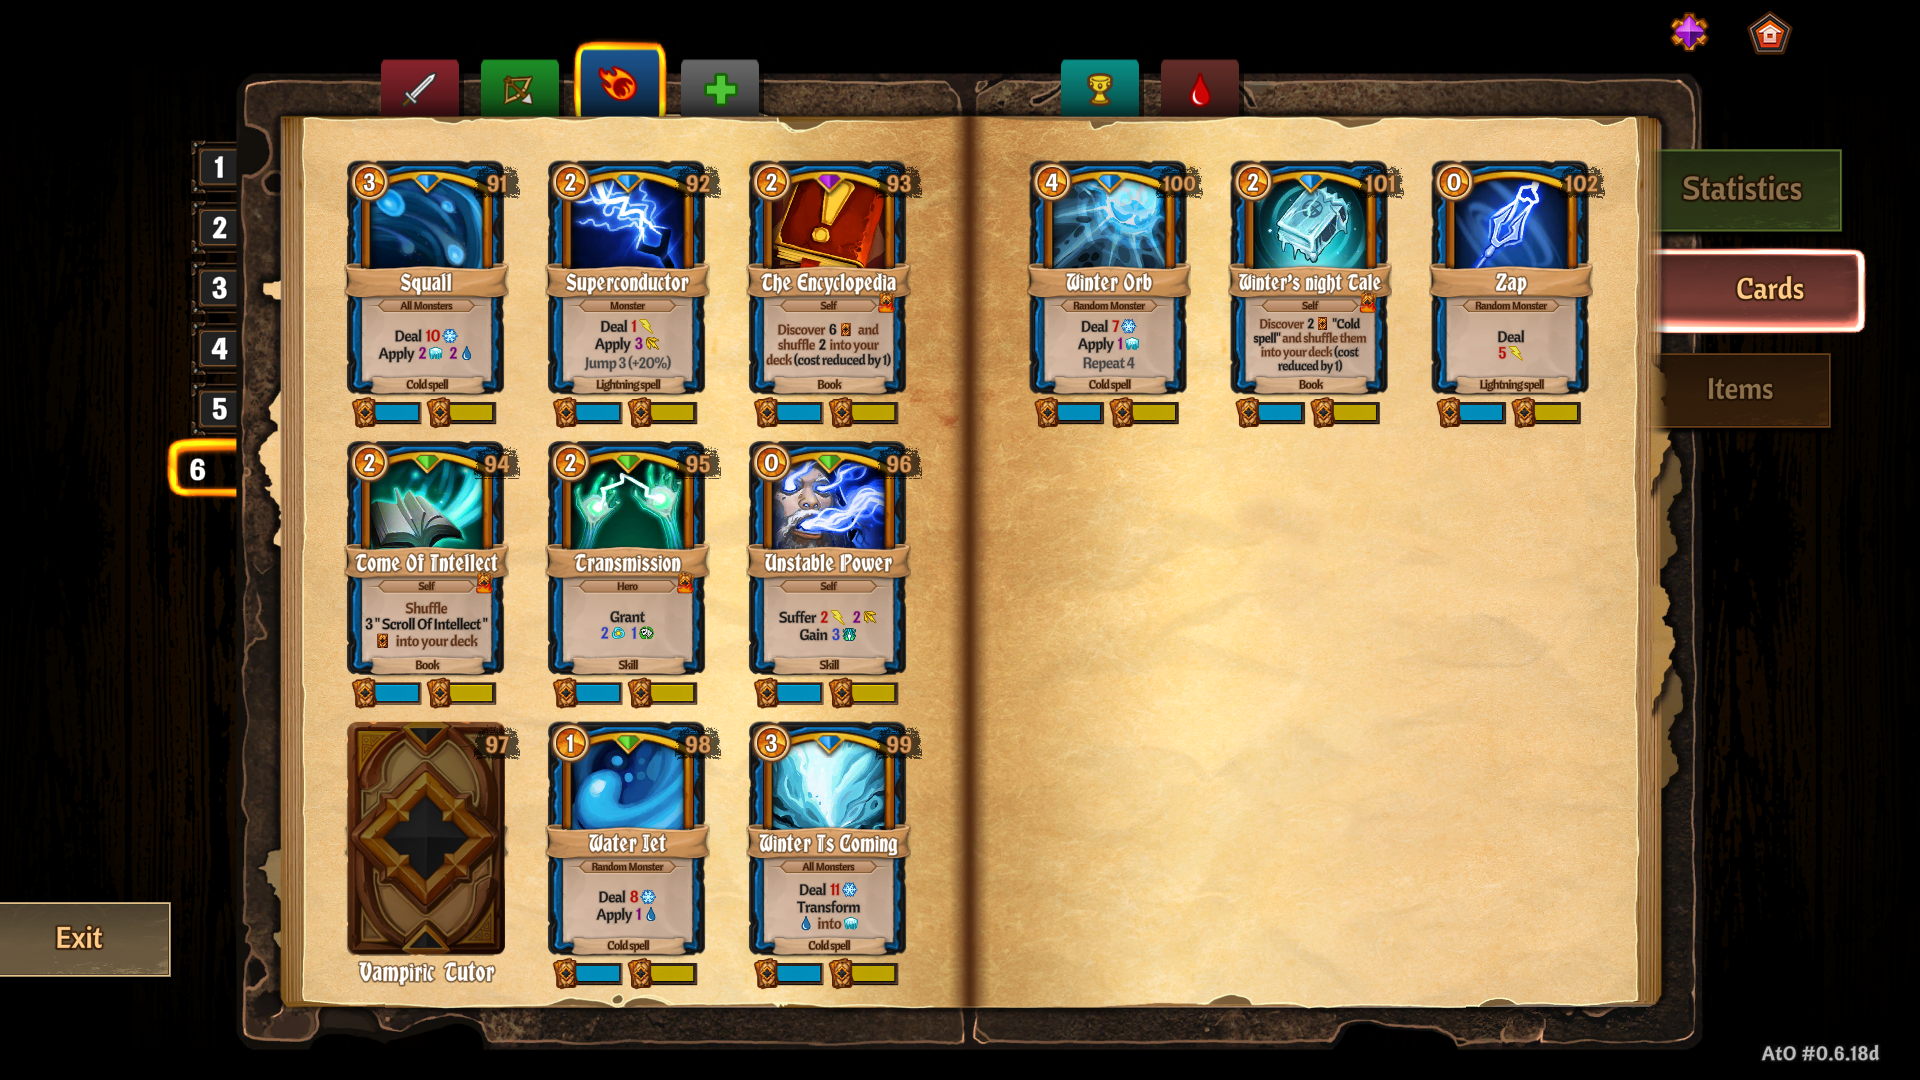 1
2
3
4
5
6
Exit
3
91
Squall
All Monsters
Deal 10
Apply 2 2
Cold spell
2
92
Superconductor
Monster
Deal 1
Apply 3
Jump 3 (+20%)
Lightning spell
2
93
The Encyclopedia
Self
Discover 6 and
shuffle 2 into your
deck (cost reduced by 1)
Book
2
94
Tome Of Intellect
Self
Shuffle
3 " Scroll Of Intellect "
into your deck
Book
2
95
Transmission
Hero
Grant
2 1
Skill
0
96
Unstable Power
Self
Suffer 2 2
Gain 3
Skill
97
Vampiric Tutor
1
98
Water Jet
Random Monster
Deal 8
Apply 1
Cold spell
3
99
Winter Is Coming
All Monsters
Deal 11
Transform
into
Cold spell
4
100
Winter Orb
Random Monster
Deal 7
Apply 1
Repeat 4
Cold spell
2
101
Winter's night Tale
Self
Discover 2 "Cold
spell" and shuffle them
into your deck (cost
reduced by 1)
Book
0
102
Zap
Random Monster
Deal
5
Lightning spell
Statistics
Cards
Items
AtO #0.6.18d